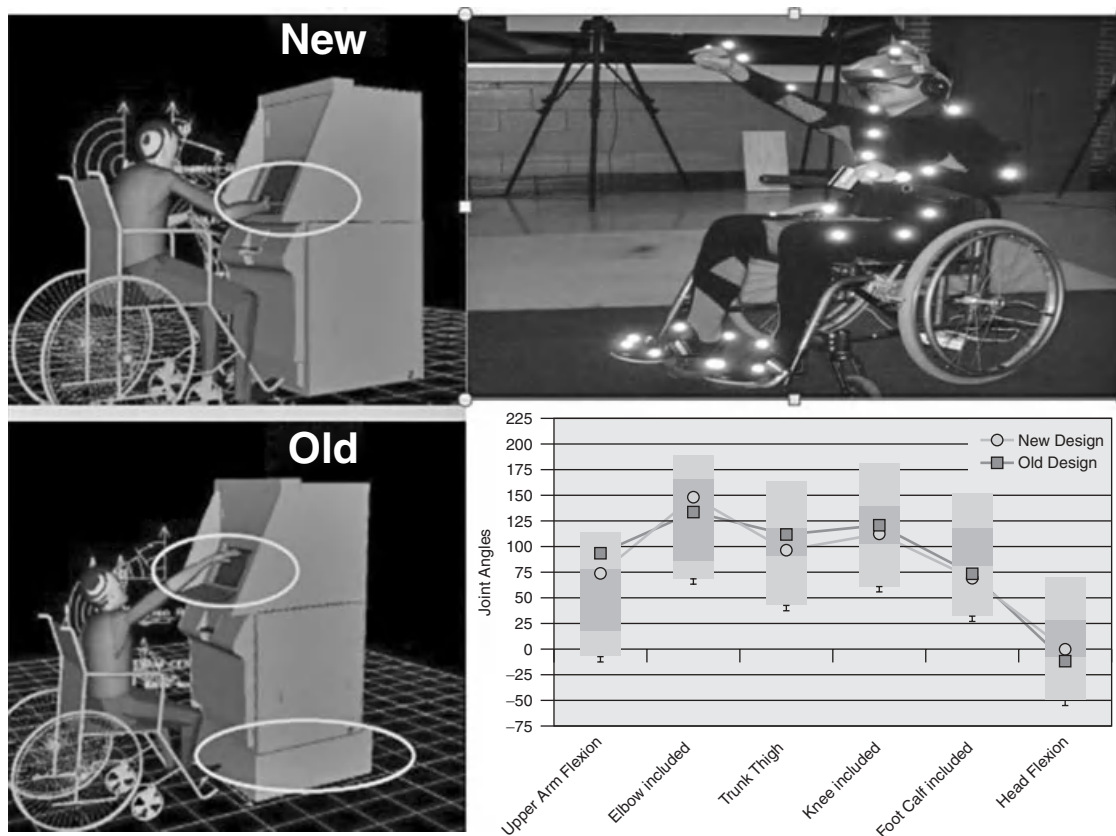 New
Old
225
200
175
150
125
100
75
50
25
0
−25
−50
−75
Joint Angles
New Design
Old Design
Upper Arm Flexion
Elbow included
Trunk Thigh
Knee included
Foot Calf included
Head Flexion